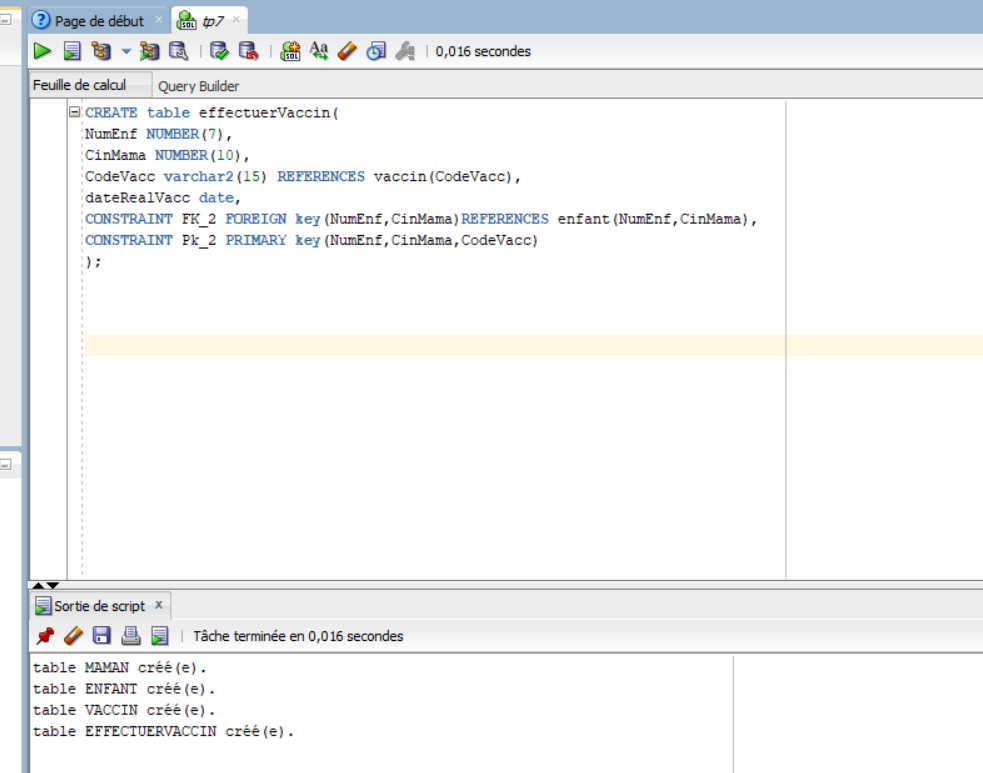 Page de début
tp7
0,016 secondes
Feuille de calcul
Query Builder
CREATE table effectuerVaccin(
NumEnf NUMBER(7),
CinMama NUMBER(10),
CodeVacc varchar2(15) REFERENCES vaccin(CodeVacc),
dateRealVacc date,
CONSTRAINT FK_2 FOREIGN key(NumEnf,CinMama)REFERENCES enfant(NumEnf,CinMama),
CONSTRAINT Pk_2 PRIMARY key(NumEnf,CinMama,CodeVacc)
);
Sortie de script
Tâche terminée en 0,016 secondes
table MAMAN créé(e).
table ENFANT créé(e).
table VACCIN créé(e).
table EFFECTUERVACCIN créé(e).